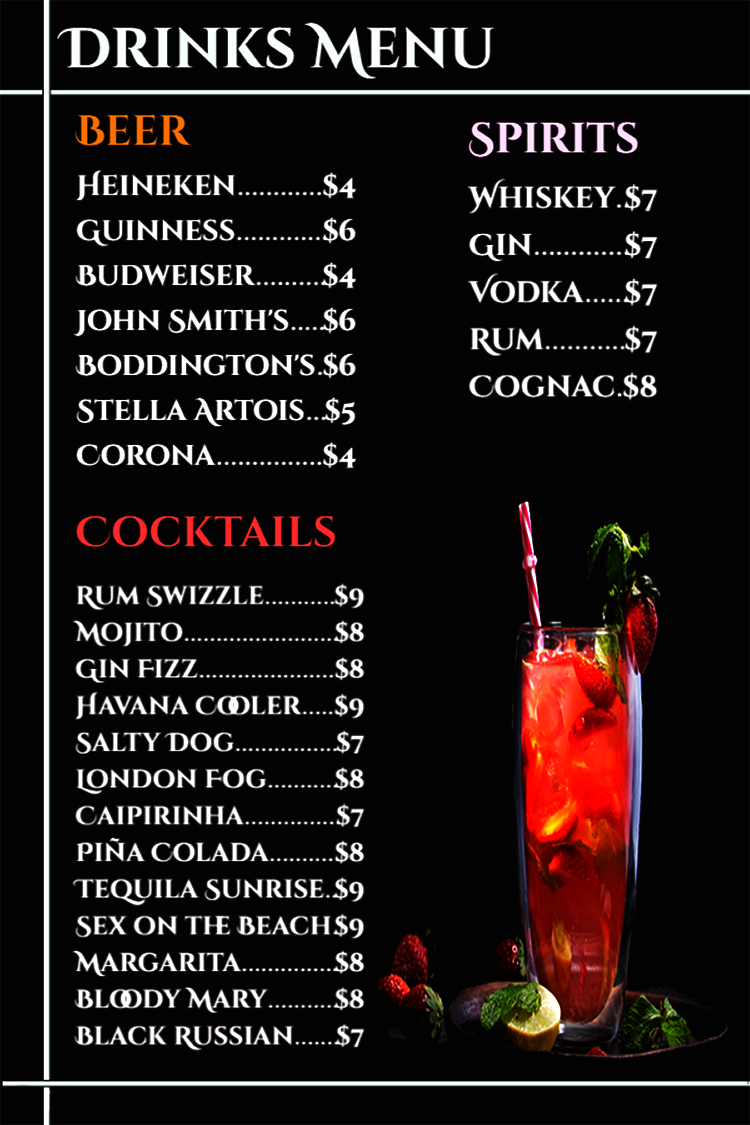 Drinks Menu
Beer
Heineken............$4
Guinness............$6
Budweiser.........$4
John Smith's.....$6
Boddington's.$6
Stella Artois...$5
Corona...............$4
Spirits
Whiskey.$7
Gin............$7
Vodka.....$7
Rum...........$7
Cognac.$8
Cocktails
Rum Swizzle..........$9
Mojito......................$8
Gin Fizz....................$8
Havana Cooler.....$9
Salty Dog...............$7
London Fog..........$8
Caipirinha..............$7
Piña Colada..........$8
Tequila Sunrise..$9
Sex on the Beach$9
Margarita..............$8
Bloody Mary..........$8
Black Russian.......$7